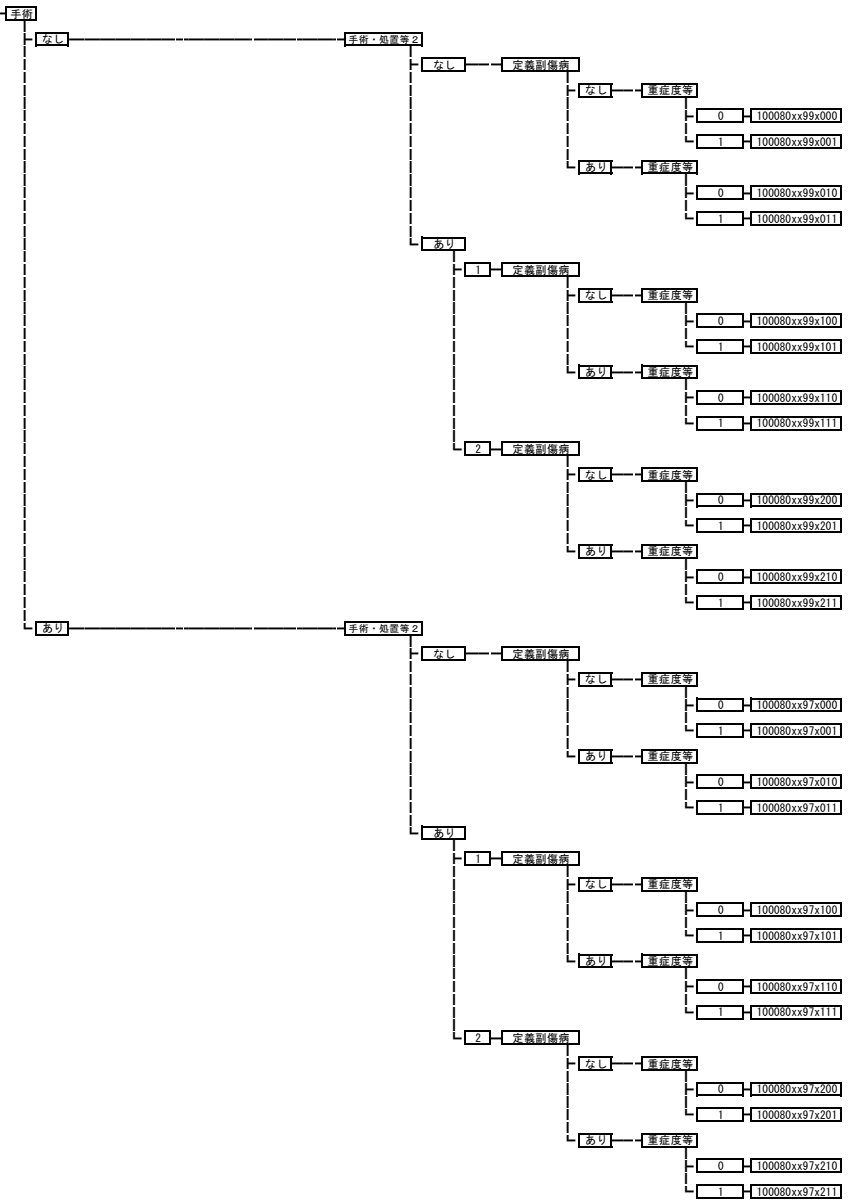 手術
なし 手術・処置等2
なし 定義副傷病
なし 重症度等
0 100080xx99x000
1 100080xx99x001
あり 重症度等
0 100080xx99x010
1 100080xx99x011
あり
1 定義副傷病
なし 重症度等
0 100080xx99x100
1 100080xx99x101
あり 重症度等
0 100080xx99x110
1 100080xx99x111
2 定義副傷病
なし 重症度等
0 100080xx99x200
1 100080xx99x201
あり 重症度等
0 100080xx99x210
1 100080xx99x211
あり 手術・処置等2
なし 定義副傷病
なし 重症度等
0 100080xx97x000
1 100080xx97x001
あり 重症度等
0 100080xx97x010
1 100080xx97x011
あり
1 定義副傷病
なし 重症度等
0 100080xx97x100
1 100080xx97x101
あり 重症度等
0 100080xx97x110
1 100080xx97x111
2 定義副傷病
なし 重症度等
0 100080xx97x200
1 100080xx97x201
あり 重症度等
0 100080xx97x210
1 100080xx97x211